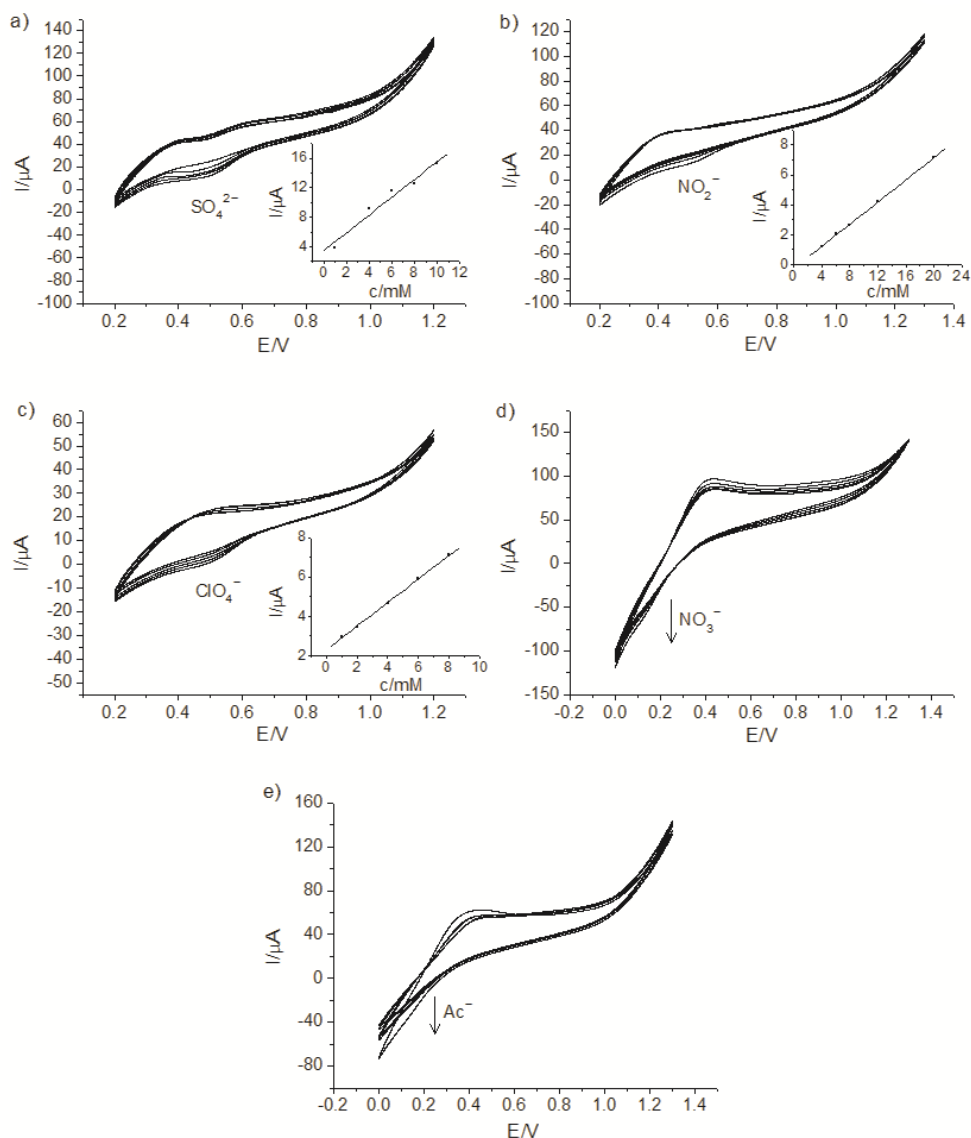 a)
140
120
100
80
60
40
20
0
-20
-40
-60
-80
-100
I/µA
0.2 0.4 0.6 0.8 1.0 1.2
E/V
SO₄²⁻
16
12
8
4
I/µA
0 2 4 6 8 10 12
c/mM
b)
120
100
80
60
40
20
0
-20
-40
-60
-80
-100
I/µA
0.2 0.4 0.6 0.8 1.0 1.2 1.4
E/V
NO₂⁻
8
6
4
2
0
I/µA
0 4 8 12 16 20 24
c/mM
c)
60
50
40
30
20
10
0
-10
-20
-30
-40
-50
I/µA
0.2 0.4 0.6 0.8 1.0 1.2
E/V
ClO₄⁻
8
6
4
2
I/µA
0 2 4 6 8 10
c/mM
d)
150
100
50
0
-50
-100
-150
I/µA
-0.2 0.0 0.2 0.4 0.6 0.8 1.0 1.2 1.4
E/V
NO₃⁻
e)
160
120
80
40
0
-40
-80
I/µA
-0.2 0.0 0.2 0.4 0.6 0.8 1.0 1.2 1.4
E/V
Ac⁻